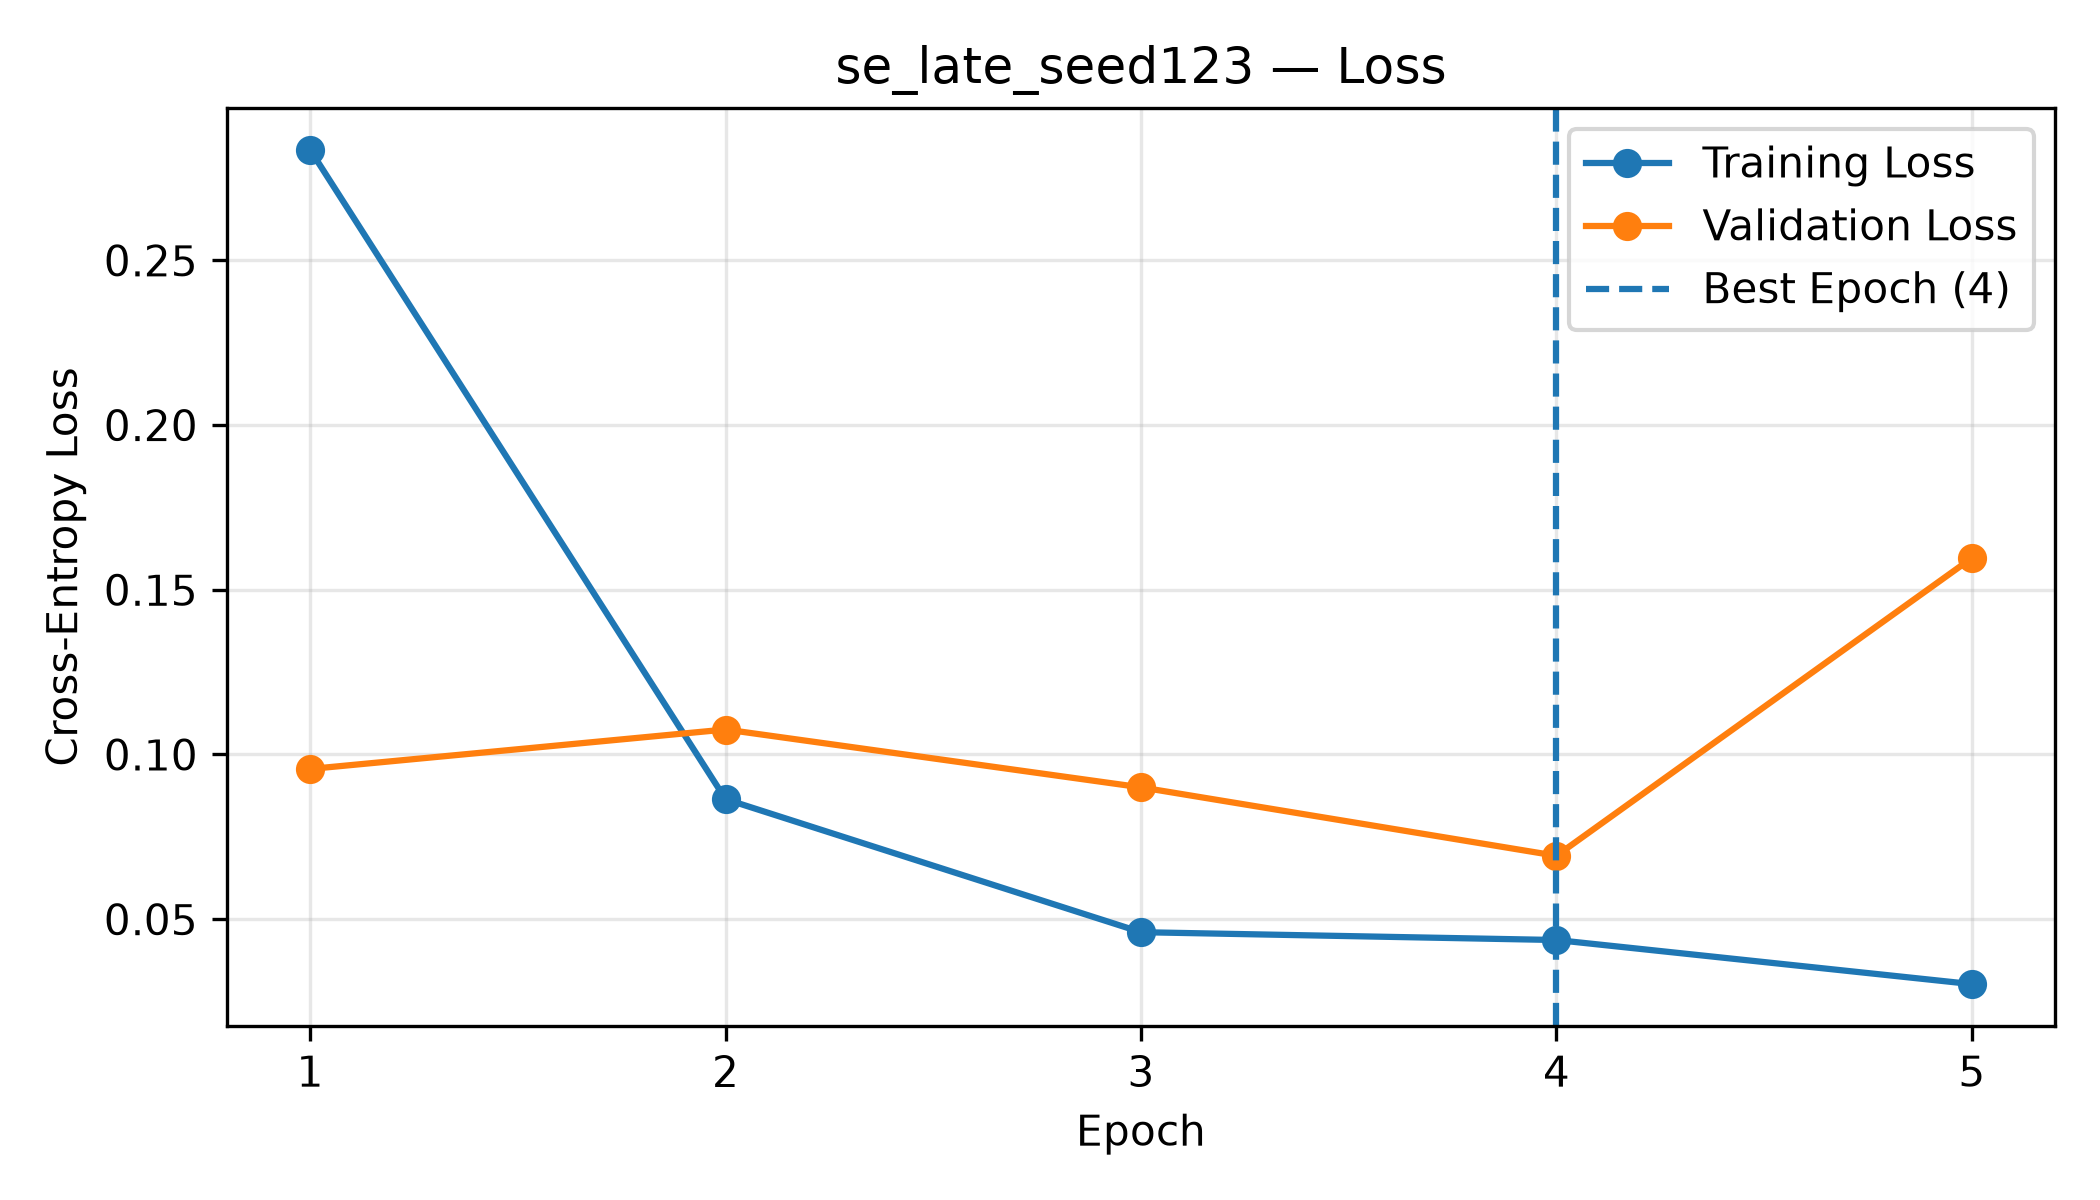 se_late_seed123 — Loss
Training Loss
Validation Loss
Best Epoch (4)
Cross-Entropy Loss
0.25
0.20
0.15
0.10
0.05
1 2 3 4 5
Epoch